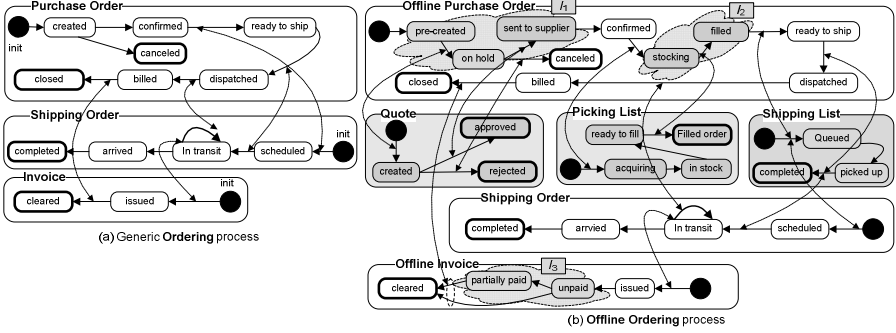 Purchase Order
init
created
confirmed
ready to ship
canceled
closed
billed
dispatched
Shipping Order
init
completed
arrived
In transit
scheduled
Invoice
init
cleared
issued
(a) Generic Ordering process
Offline Purchase Order
l1
l2
pre-created
sent to supplier
confirmed
filled
ready to ship
on hold
canceled
stocking
closed
billed
dispatched
Quote
approved
created
rejected
Picking List
ready to fill
Filled order
acquiring
in stock
Shipping List
Queued
completed
picked up
Shipping Order
completed
arrvied
In transit
scheduled
Offline Invoice
l3
cleared
partially paid
unpaid
issued
(b) Offline Ordering process